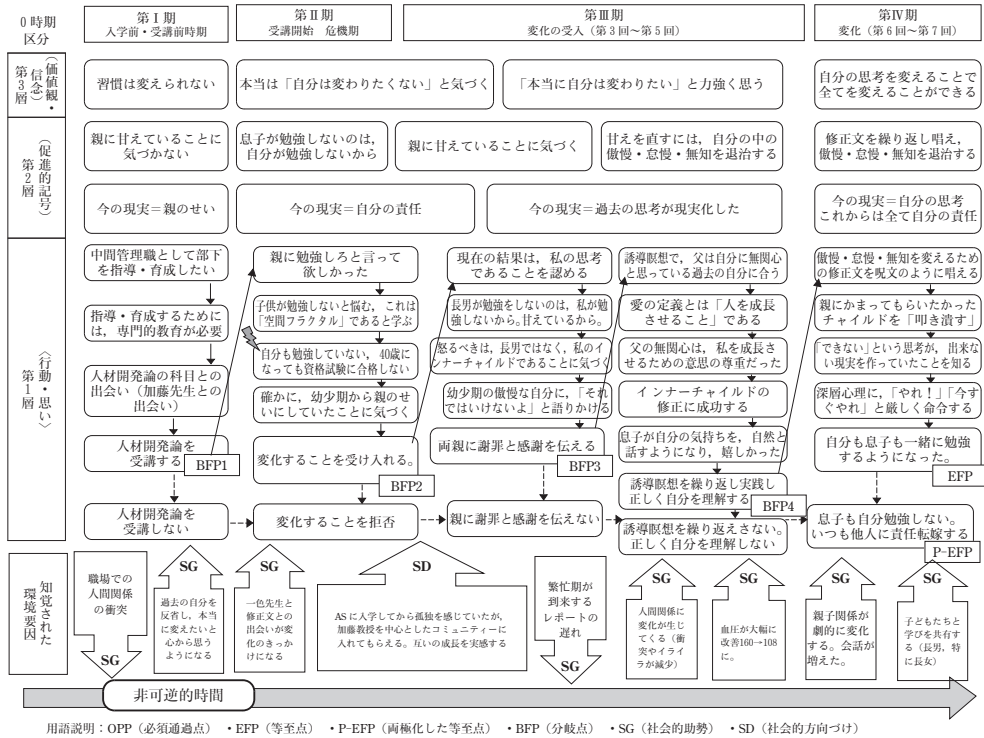 0 時期
区分
第Ⅰ期
入学前・受講前時期
第Ⅱ期
受講開始　危機期
第Ⅲ期
変化の受入（第3回～第5回）
第Ⅳ期
変化（第6回～第7回）
第3層
（価値観・信念）
習慣は変えられない
本当は「自分は変わりたくない」と気づく
「本当に自分は変わりたい」と力強く思う
自分の思考を変えることで
全てを変えることができる
第2層
（促進的記号）
親に甘えていることに
気づかない
息子が勉強しないのは，
自分が勉強しないから
親に甘えていることに気づく
甘えを直すには，自分の中の
傲慢・怠慢・無知を退治する
修正文を繰り返し唱え，
傲慢・怠慢・無知を退治する
今の現実＝親のせい
今の現実＝自分の責任
今の現実＝過去の思考が現実化した
今の現実＝自分の思考
これからは全て自分の責任
第1層
〈行動・思い〉
中間管理職として部下
を指導・育成したい
指導・育成するために
は，専門的教育が必要
人材開発論の科目との
出会い（加藤先生との
出会い）
人材開発論を
受講する
BFP1
人材開発論を
受講しない
親に勉強しろと言って
欲しかった
子供が勉強しないと悩む，これは
「空間フラクタル」であると学ぶ
自分も勉強していない，40歳に
なっても資格試験に合格しない
確かに，幼少期から親のせ
いにしていたことに気づく
変化することを受け入れる。
BFP2
変化することを拒否
現在の結果は，私の思考
であることを認める
長男が勉強をしないのは，私が勉
強しないから。甘えているから。
怒るべきは，長男ではなく，私のイ
ンナーチャイルドであることに気づく
幼少期の傲慢な自分に，「そ
れではいけないよ」と語りかける
両親に謝罪と感謝を伝える
BFP3
親に謝罪と感謝を伝えない
誘導瞑想で，父は自分に無関心
と思っている過去の自分に合う
愛の定義とは「人を成長
させること」である
父の無関心は，私を成長さ
せるための意思の尊重だった
インナーチャイルドの
修正に成功する
息子が自分の気持ちを，自然と
話すようになり，嬉しかった
誘導瞑想を繰り返し実践し
正しく自分を理解する
BFP4
誘導瞑想を繰り返えさない。
正しく自分を理解しない
傲慢・怠慢・無知を変えるため
の修正文を呪文のように唱える
親にかまってもらいたかった
チャイルドを「叩き潰す」
「できない」という思考が，出来な
い現実を作っていたことを知る
深層心理に，「やれ！」「今す
ぐやれ」と厳しく命令する
自分も息子も一緒に勉強
するようになった。
EFP
息子も自分勉強しない。
いつも他人に責任転嫁する
P-EFP
知覚された
環境要因
職場での
人間関係
の衝突
SG
SG
過去の自分を
反省し，本当
に変えたいと
心から思う
ようになる
SG
一色先生と
修正文との
出会いが変
化のきっか
けになる
SD
ASに入学してから孤独を感じていたが，
加藤教授を中心としたコミュニティーに
入れてもらえる。互いの成長を実感する
繁忙期が
到来する
レポートの
遅れ
SG
SG
人間関係に
変化が生じ
てくる（衝
突やイライ
ラが減少）
SG
血圧が大幅に
改善160→108
に。
SG
親子関係が
劇的に変化
する。会話が
増えた。
SG
子どもたちと
学びを共有す
る（長男，特
に長女）
非可逆的時間
用語説明：OPP（必須通過点）　・EFP（等至点）　・P-EFP（両極化した等至点）　・BFP（分岐点）　・SG（社会的助勢）　・SD（社会的方向づけ）